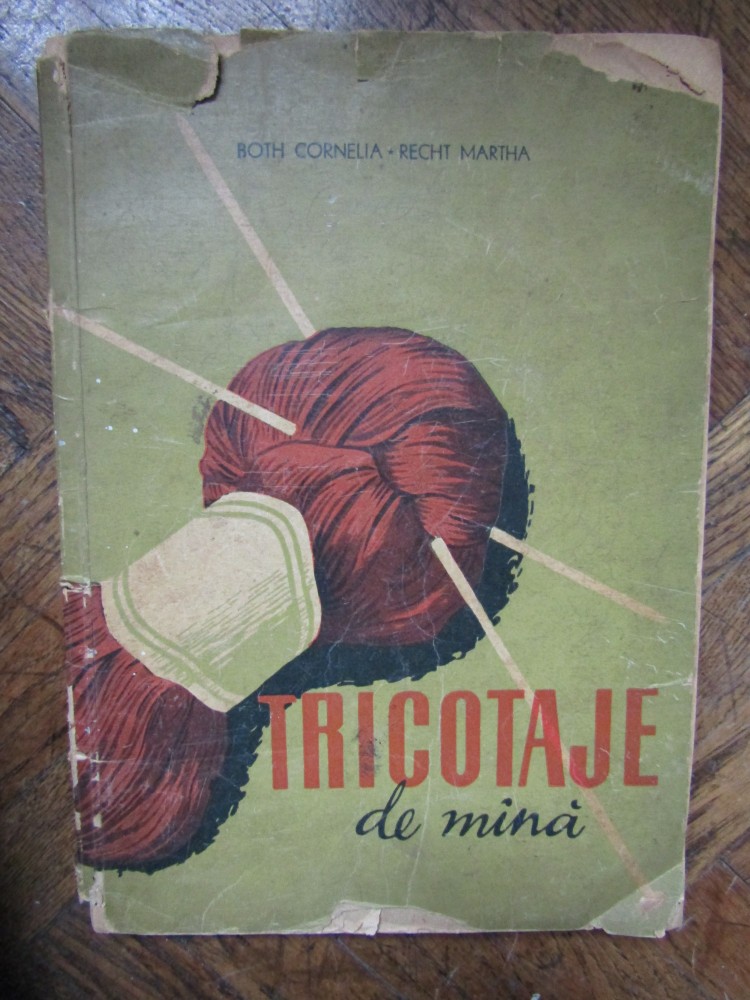 BOTH CORNELIA • RECHT MARTHA
TRICOTAJE
de mînă